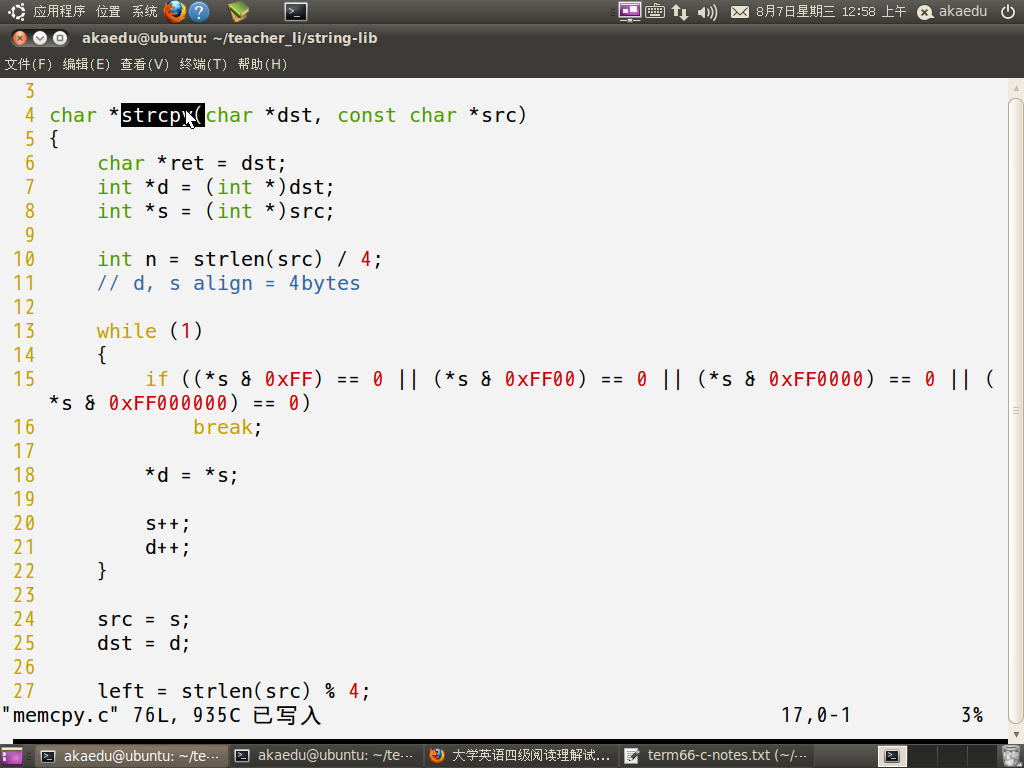 应用程序 位置 系统 8月7日星期三 12:58 上午 akaedu
akaedu@ubuntu: ~/teacher_li/string-lib
文件(F) 编辑(E) 查看(V) 终端(T) 帮助(H)
3
4 char *strcpy(char *dst, const char *src)
5 {
6     char *ret = dst;
7     int *d = (int *)dst;
8     int *s = (int *)src;
9
10     int n = strlen(src) / 4;
11     // d, s align = 4bytes
12
13     while (1)
14     {
15         if ((*s & 0xFF) == 0 || (*s & 0xFF00) == 0 || (*s & 0xFF0000) == 0 || (
*s & 0xFF000000) == 0)
16             break;
17
18         *d = *s;
19
20         s++;
21         d++;
22     }
23
24     src = s;
25     dst = d;
26
27     left = strlen(src) % 4;
"memcpy.c" 76L, 935C 已写入 17,0-1 3%
akaedu@ubuntu: ~/te··· akaedu@ubuntu: ~/te··· 大学英语四级阅读理解试... term66-c-notes.txt (~/···